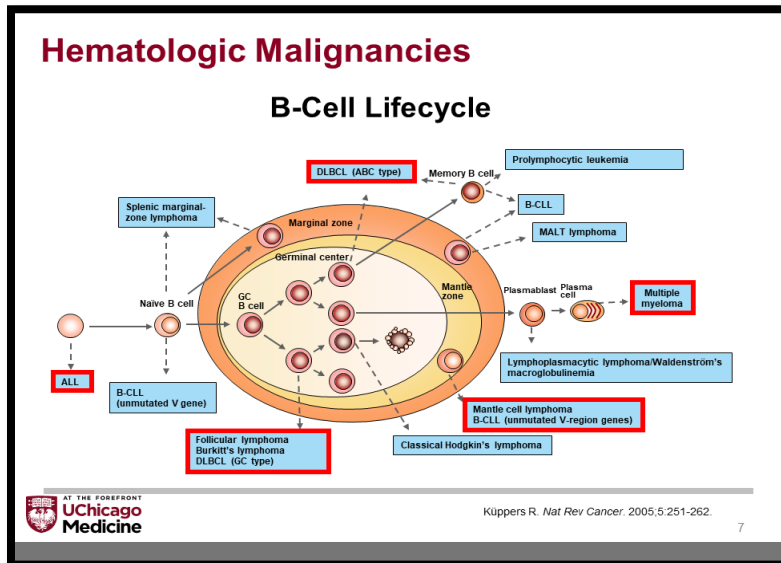 Hematologic Malignancies
B-Cell Lifecycle
Prolymphocytic leukemia
DLBCL (ABC type)
Memory B cell
Splenic marginal-
zone lymphoma
B-CLL
Marginal zone
MALT lymphoma
Germinal center
Mantle
zone
Naïve B cell
GC
B cell
Plasmablast
Plasma
cell
Multiple
myeloma
ALL
B-CLL
(unmutated V gene)
Lymphoplasmacytic lymphoma/Waldenström's
macroglobulinemia
Mantle cell lymphoma
B-CLL (unmutated V-region genes)
Follicular lymphoma
Burkitt's lymphoma
DLBCL (GC type)
Classical Hodgkin's lymphoma
AT THE FOREFRONT
UChicago
Medicine
Küppers R. Nat Rev Cancer. 2005;5:251-262.
7